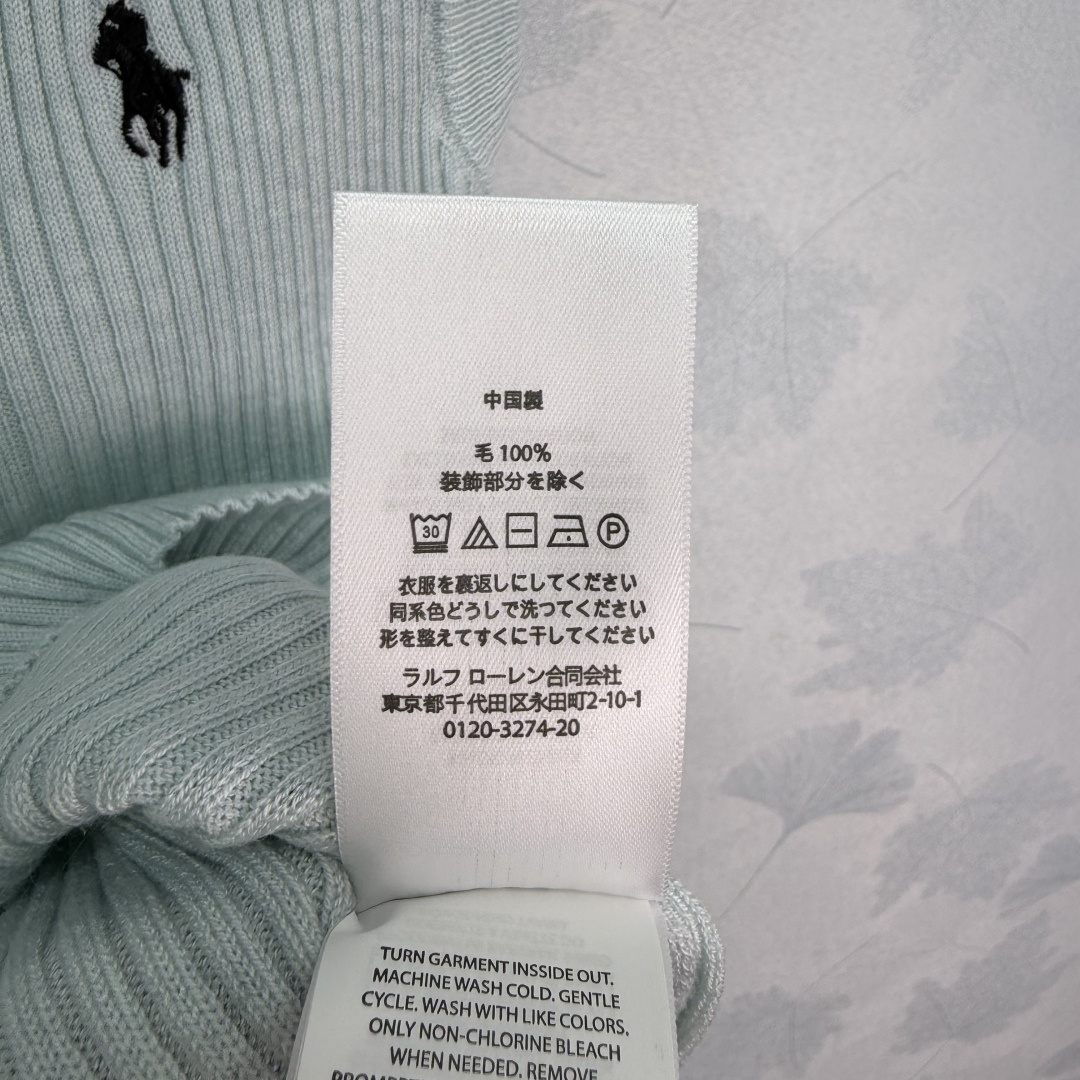 中国製
毛 100%
装飾部分を除く
30
P
衣服を裏返しにしてください
同系色どうしで洗つてください
形を整えてすくに干してください
ラルフ ローレン合同会社
東京都千代田区永田町2-10-1
0120-3274-20
TURN GARMENT INSSIDE OUT.
MACHINE WASH COLD. GENTLE
CYCLE. WASH WITH LIKE COLORS.
ONLY NON-CHLORINE BLEACH
WHEN NEEDED. REMOVE